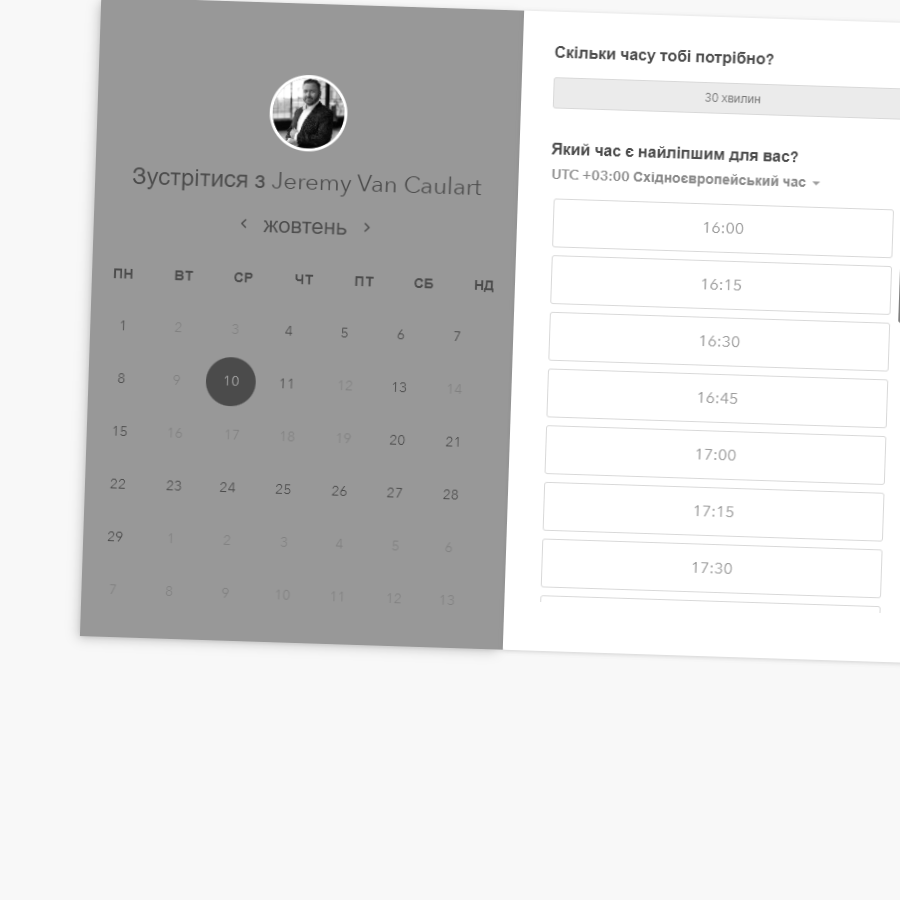 Зустрітися з Jeremy Van Caulart
‹ жовтень ›
ПН ВТ СР ЧТ ПТ СБ НД
1 2 3 4 5 6 7
8 9 10 11 12 13 14
15 16 17 18 19 20 21
22 23 24 25 26 27 28
29 1 2 3 4 5 6
7 8 9 10 11 12 13
Скільки часу тобі потрібно?
30 хвилин
Який час є найліпшим для вас?
UTC +03:00 Східноєвропейський час
16:00
16:15
16:30
16:45
17:00
17:15
17:30